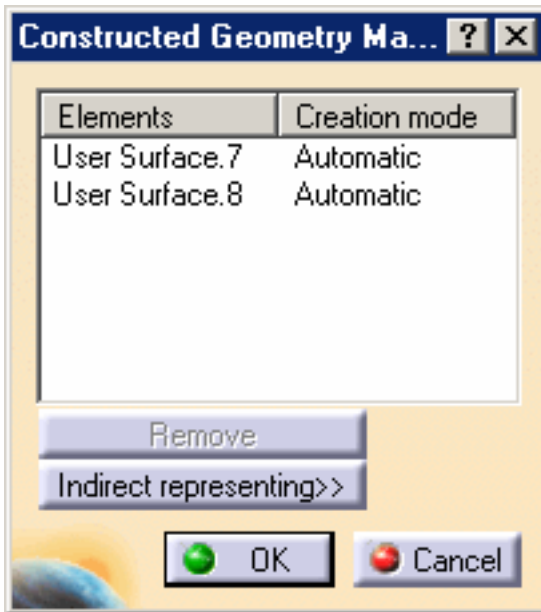 Constructed Geometry Ma... ? ×
Elements Creation mode
User Surface.7 Automatic
User Surface.8 Automatic
Remove
Indirect representing>>
OK Cancel